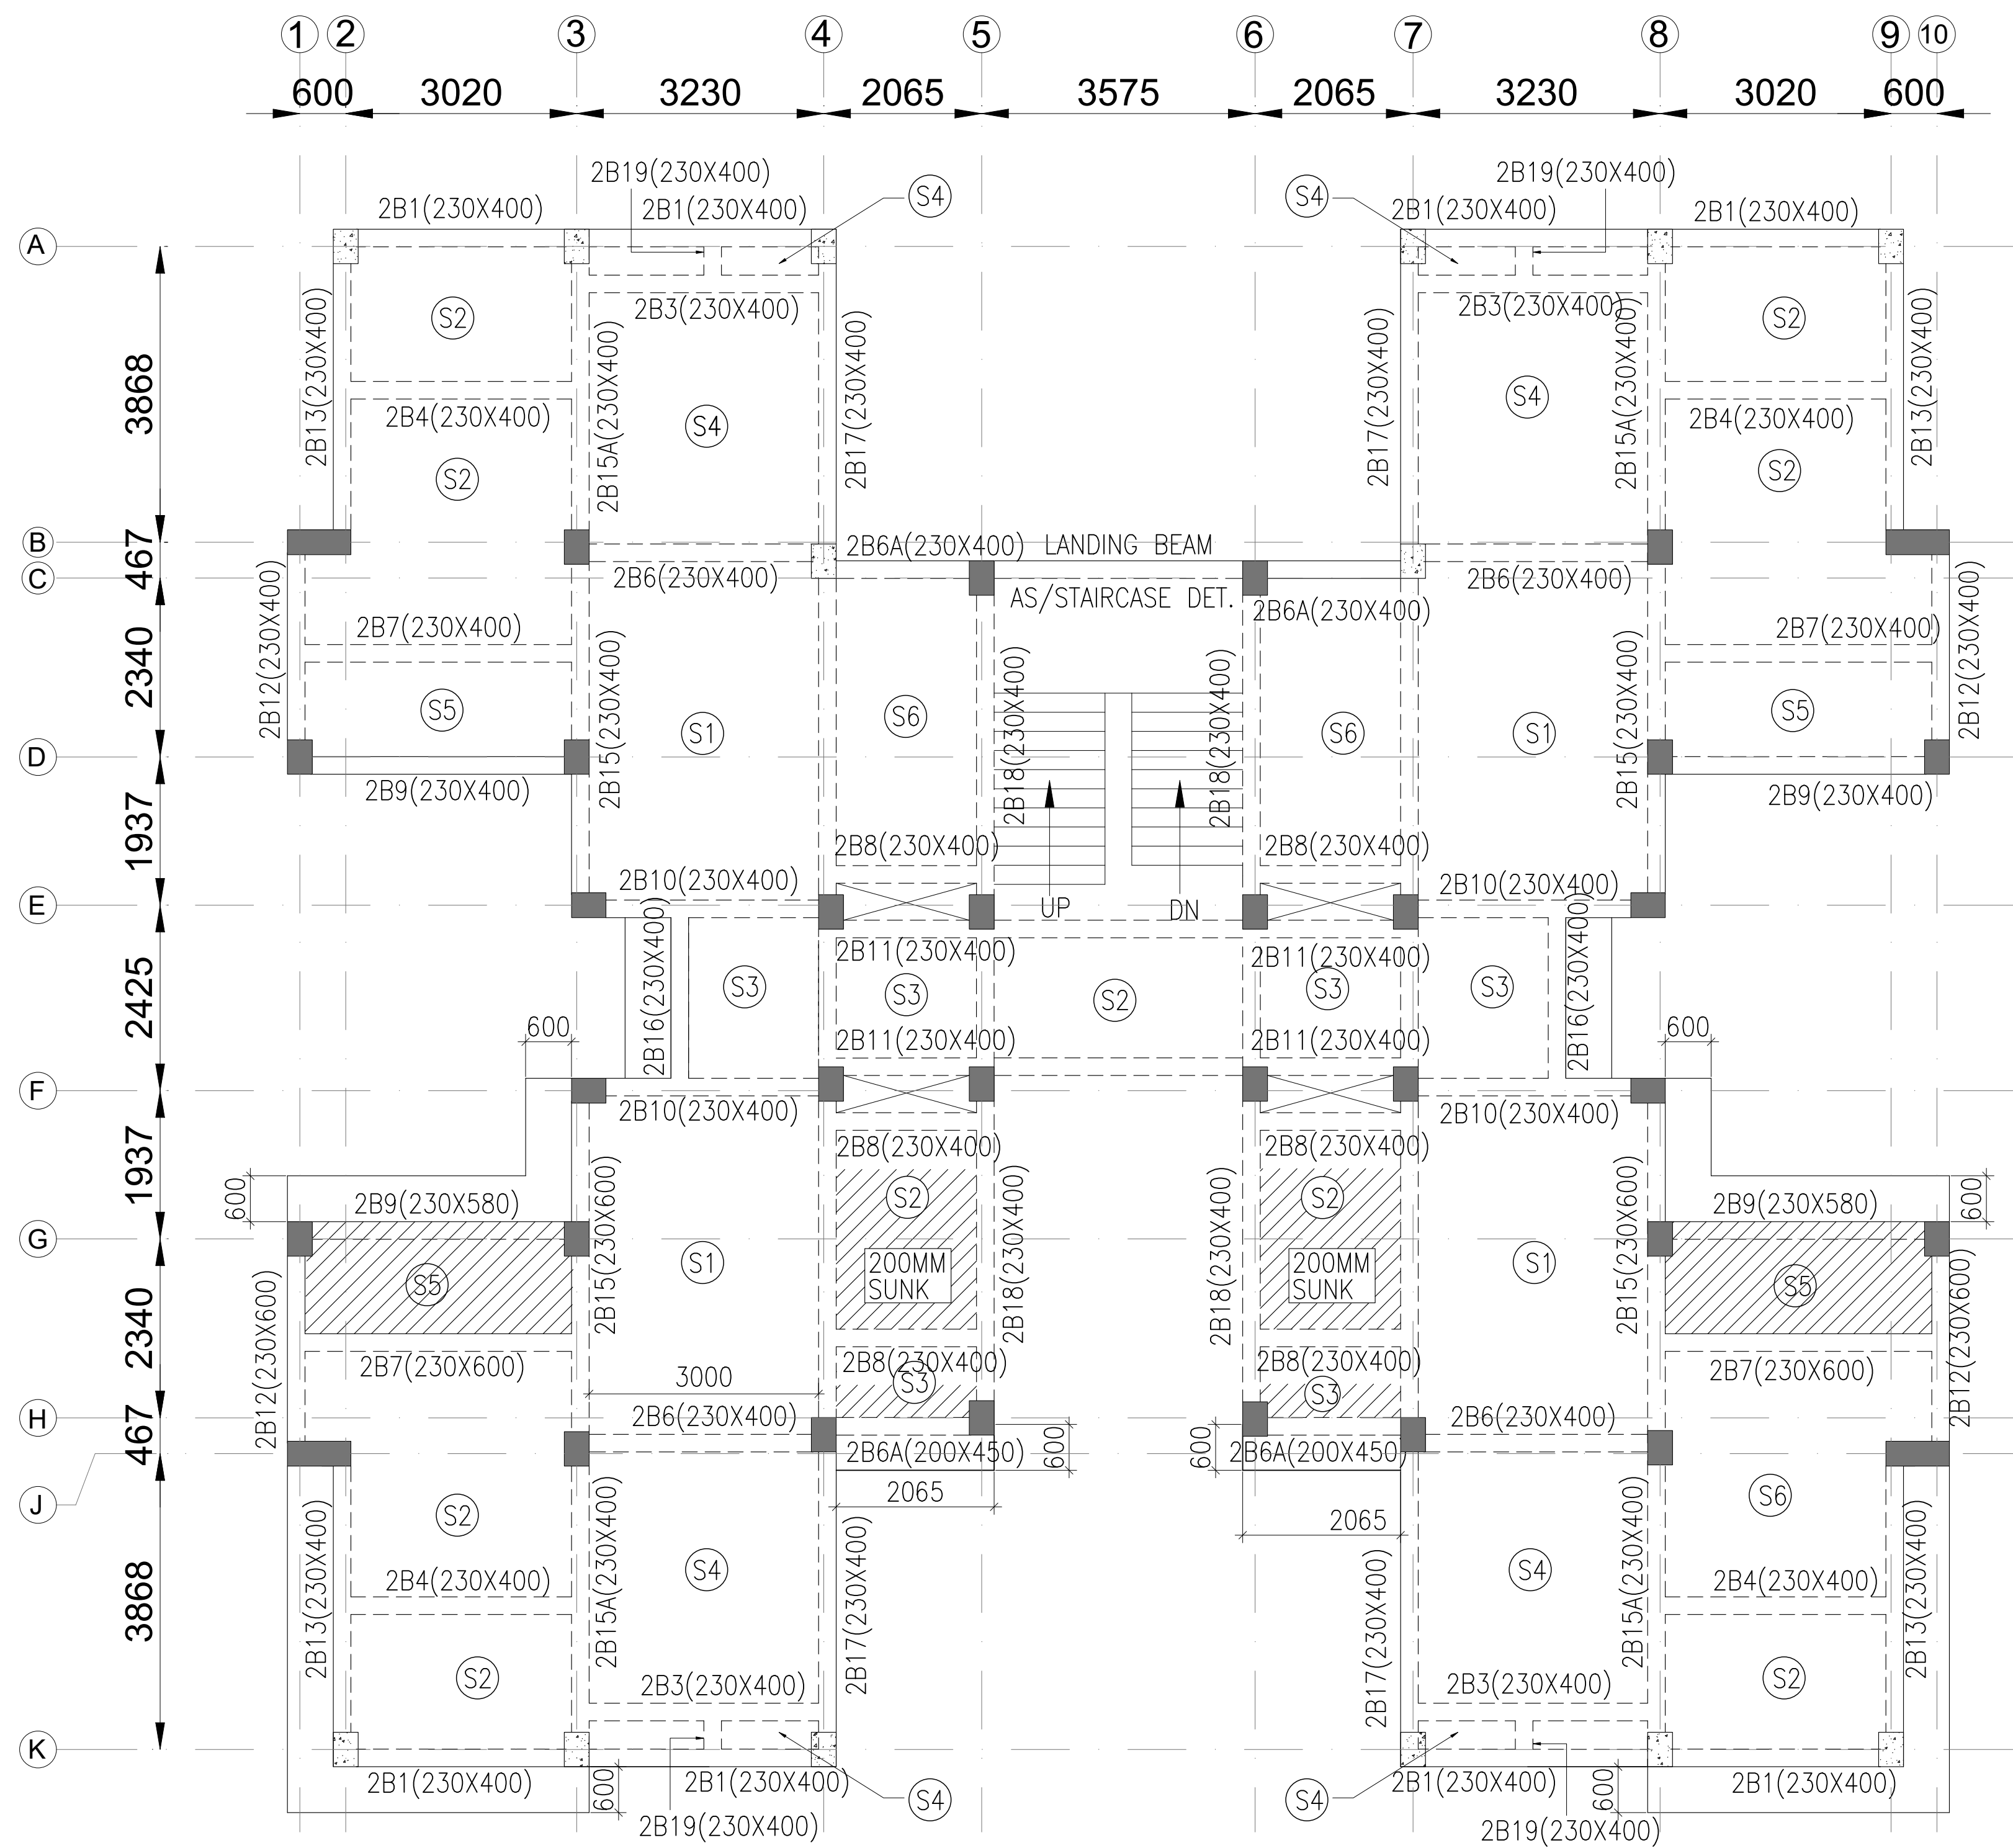 1 2 3 4 5 6 7 8 9 10
600 3020 3230 2065 3575 2065 3230 3020 600
2B19(230X400) 2B19(230X400)
S4 S4
2B1(230X400) 2B1(230X400) 2B1(230X400) 2B1(230X400)
A
2B3(230X400) 2B3(230X400)
S2 S2
2B13(230X400) 2B15A(230X400) 2B17(230X400) 2B17(230X400) 2B15A(230X400) 2B13(230X400)
3868
2B4(230X400) 2B4(230X400)
S4 S4
S2 S2
B
2B6A(230X400) LANDING BEAM
467
C
2B6(230X400) 2B6(230X400)
AS/STAIRCASE DET.
2B6A(230X400)
2B7(230X400) 2B7(230X400)
2340
2B12(230X400) 2B15(230X400) 2B18(230X400) 2B18(230X400) 2B15(230X400) 2B12(230X400)
S5 S1 S6 S6 S1 S5
D
2B9(230X400) 2B9(230X400)
1937
2B8(230X400) 2B8(230X400)
2B10(230X400) 2B10(230X400)
E
UP DN
2B11(230X400) 2B11(230X400)
2425
2B16(230X400) 2B16(230X400)
S3 S3 S2 S3 S3
600 600
2B11(230X400) 2B11(230X400)
F
2B10(230X400) 2B10(230X400)
1937
2B8(230X400) 2B8(230X400)
600 600
S2 S2
2B9(230X580) 2B9(230X580)
G
2B15(230X600) 2B18(230X400) 2B18(230X400) 2B15(230X600)
S5 S1 S1 S5
200MM
SUNK
200MM
SUNK
2340
2B12(230X600) 2B12(230X600)
2B7(230X600) 2B7(230X600)
2B8(230X400) 2B8(230X400)
3000
S3 S3
H
2B6(230X400) 2B6(230X400)
467
2B6A(200X450) 2B6A(200X450)
600 600
2065 2065
J
S2 S6
2B13(230X400) 2B15A(230X400) 2B17(230X400) 2B17(230X400) 2B15A(230X400) 2B13(230X400)
S4 S4
2B4(230X400) 2B4(230X400)
3868
S2 S2
2B3(230X400) 2B3(230X400)
K
2B1(230X400) 2B1(230X400) 2B1(230X400) 2B1(230X400)
600 600
S4 S4
2B19(230X400) 2B19(230X400)